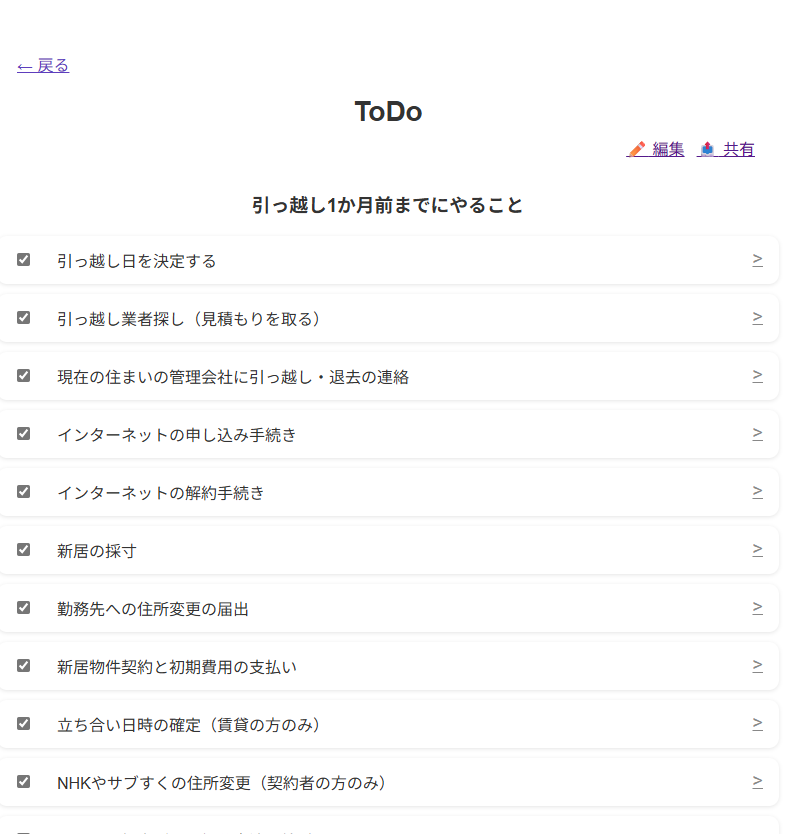 ← 戻る
ToDo
編集 共有
引っ越し1か月前までにやること
引っ越し日を決定する >
引っ越し業者探し（見積もりを取る） >
現在の住まいの管理会社に引っ越し・退去の連絡 >
インターネットの申し込み手続き >
インターネットの解約手続き >
新居の採寸 >
勤務先への住所変更の届出 >
新居物件契約と初期費用の支払い >
立ち合い日時の確定（賃貸の方のみ） >
NHKやサブすくの住所変更（契約者の方のみ） >